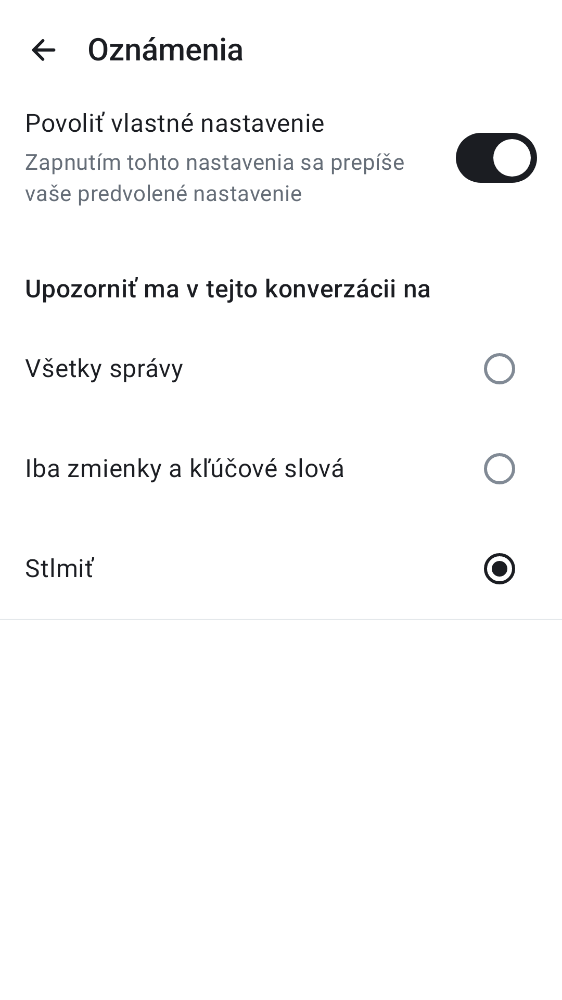 Oznámenia
Povoliť vlastné nastavenie
Zapnutím tohto nastavenia sa prepíše
vaše predvolené nastavenie
Upozorniť ma v tejto konverzácii na
Všetky správy
Iba zmienky a kľúčové slová
Stlmiť